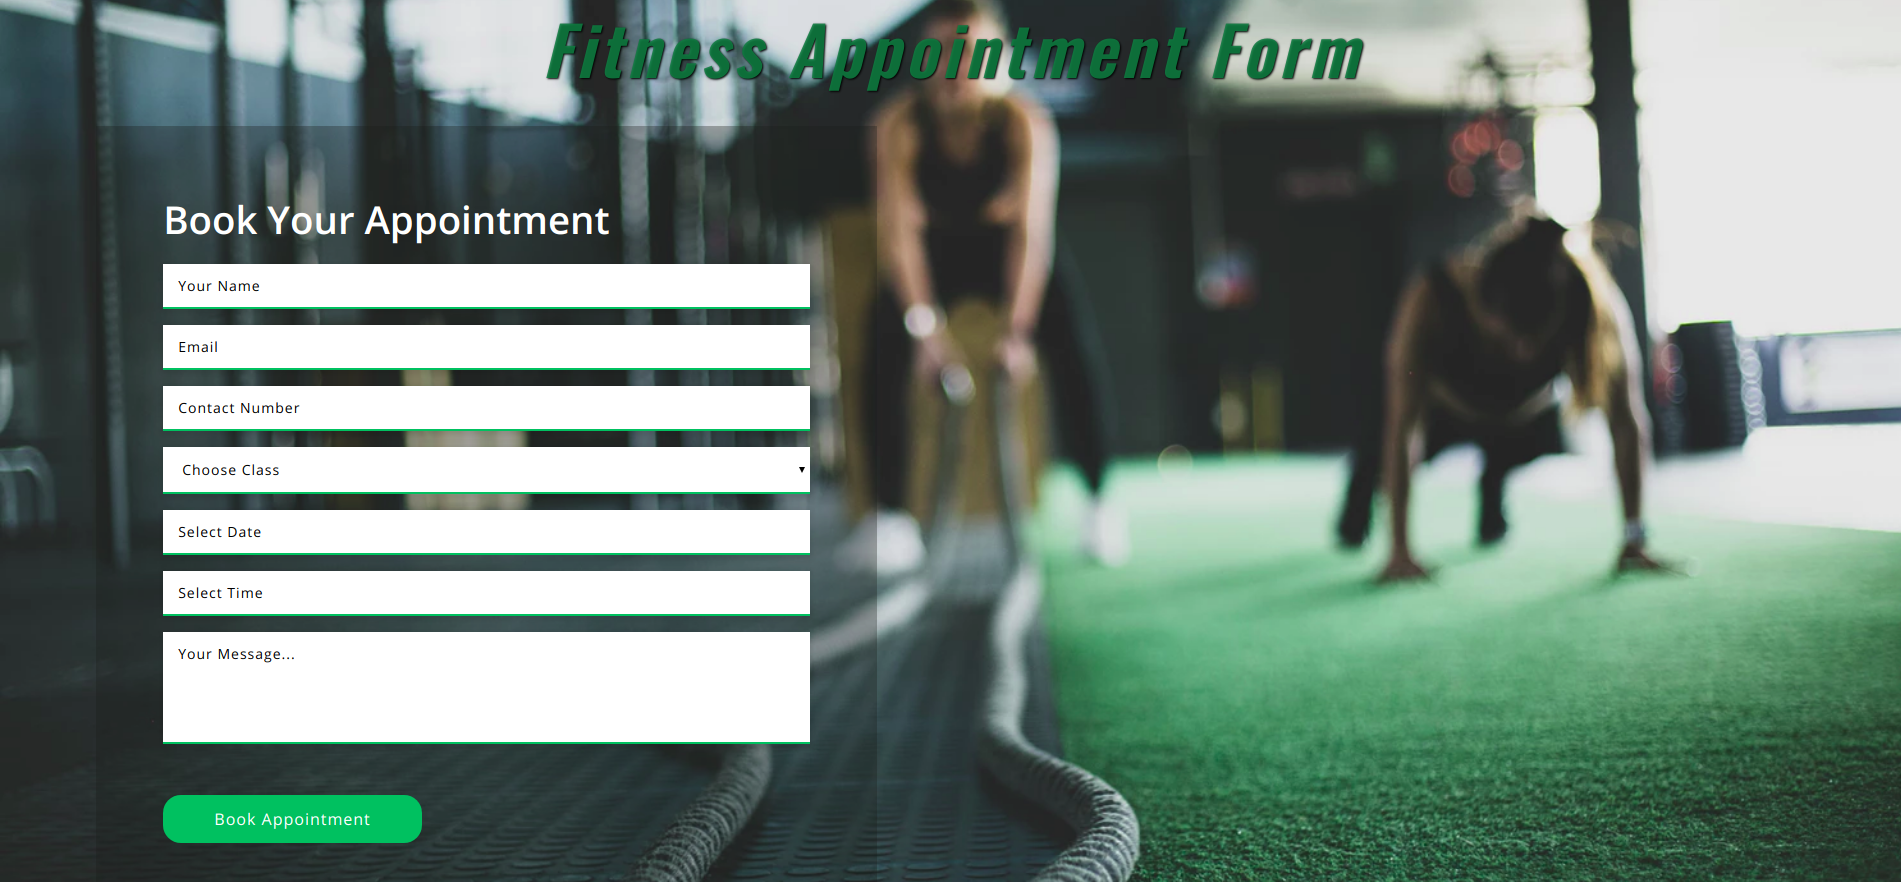 Fitness Appointment Form
Book Your Appointment
Your Name
Email
Contact Number
Choose Class
Select Date
Select Time
Your Message...
Book Appointment